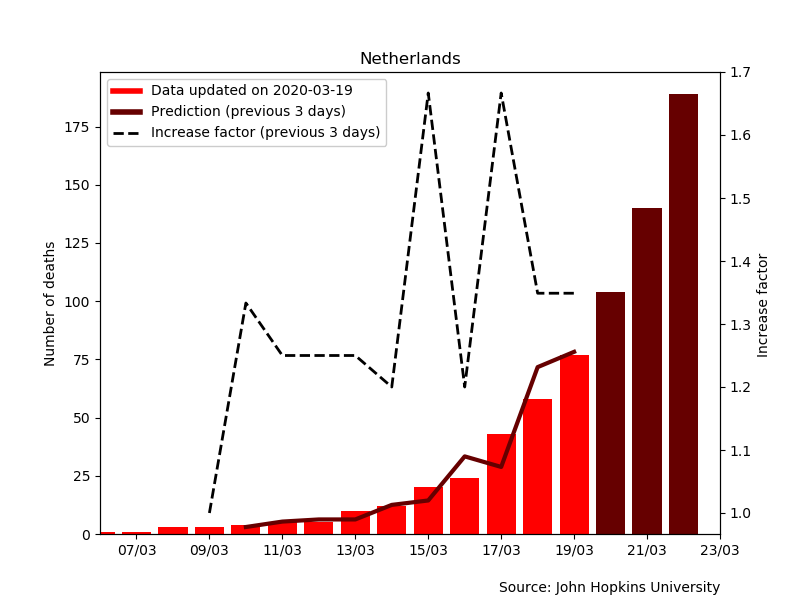 Netherlands
Data updated on 2020-03-19
Prediction (previous 3 days)
Increase factor (previous 3 days)
Number of deaths
175
150
125
100
75
50
25
0
1.7
1.6
1.5
1.4
1.3
1.2
1.1
1.0
Increase factor
07/03 09/03 11/03 13/03 15/03 17/03 19/03 21/03 23/03
Source: John Hopkins University